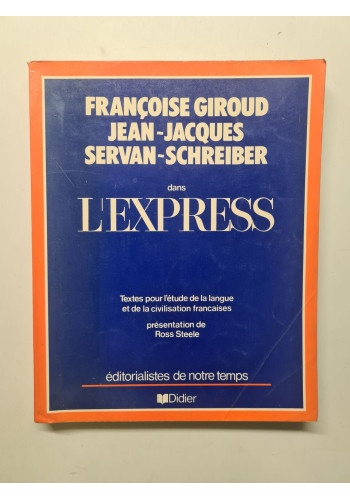 FRANÇOISE GIROUD
JEAN-JACQUES
SERVAN-SCHREIBER
dans
L'EXPRESS
Textes pour l'étude de la langue
et de la civilisation francaises
présentation de
Ross Steele
éditorialistes de notre temps
Didier